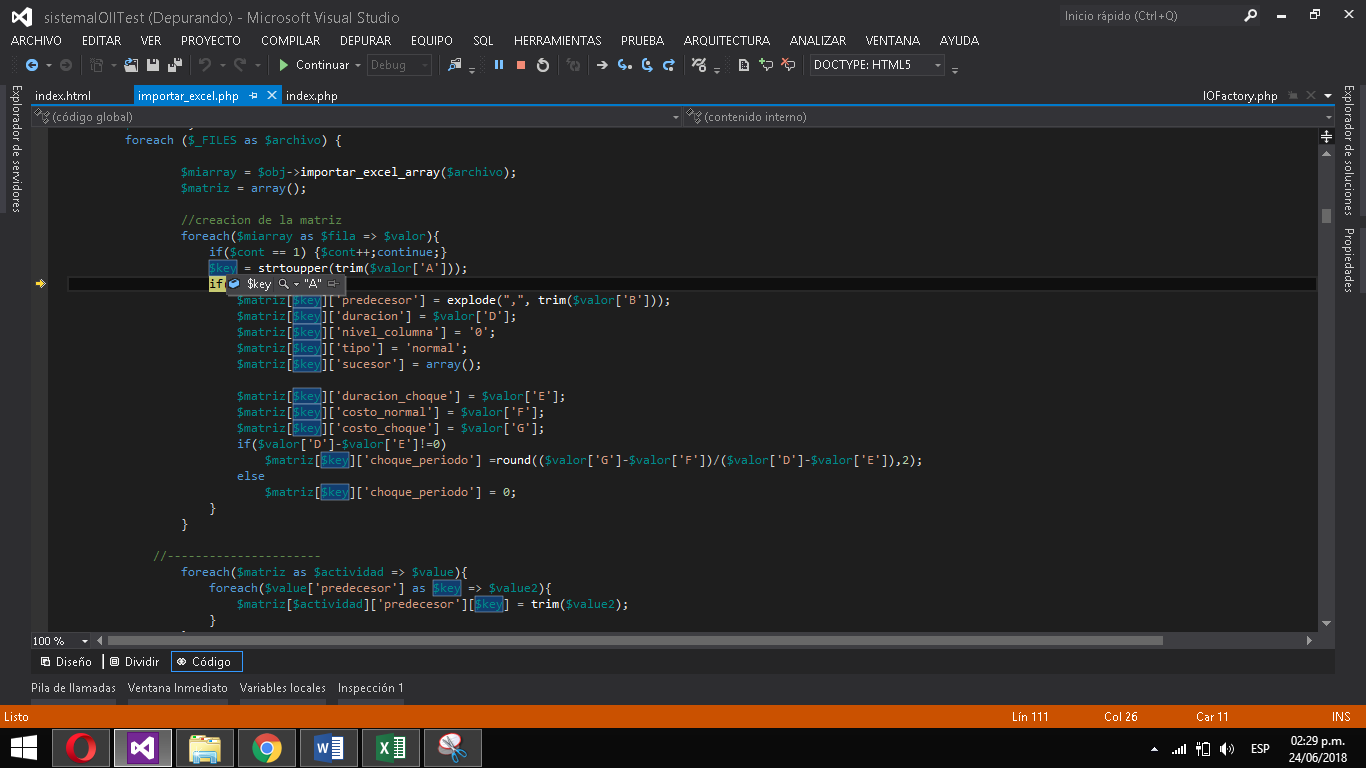 sistemaIOIITest (Depurando) - Microsoft Visual Studio
Inicio rápido (Ctrl+Q)
ARCHIVO EDITAR VER PROYECTO COMPILAR DEPURAR EQUIPO SQL HERRAMIENTAS PRUEBA ARQUITECTURA ANALIZAR VENTANA AYUDA
Continuar Debug DOCTYPE: HTML5
index.html importar_excel.php index.php IOFactory.php
(código global) (contenido interno)
Explorador de servidores
Explorador de soluciones
Propiedades
foreach ($_FILES as $archivo) {
$miarray = $obj->importar_excel_array($archivo);
$matriz = array();
//creacion de la matriz
foreach($miarray as $fila => $valor){
if($cont == 1) {$cont++;continue;}
$key = strtoupper(trim($valor['A']));
if $key "A"
$matriz[$key]['predecesor'] = explode(",", trim($valor['B']));
$matriz[$key]['duracion'] = $valor['D'];
$matriz[$key]['nivel_columna'] = '0';
$matriz[$key]['tipo'] = 'normal';
$matriz[$key]['sucesor'] = array();
$matriz[$key]['duracion_choque'] = $valor['E'];
$matriz[$key]['costo_normal'] = $valor['F'];
$matriz[$key]['costo_choque'] = $valor['G'];
if($valor['D']-$valor['E']!=0)
$matriz[$key]['choque_periodo'] =round(($valor['G']-$valor['F'])/($valor['D']-$valor['E']),2);
else
$matriz[$key]['choque_periodo'] = 0;
}
}
//----------------------
foreach($matriz as $actividad => $value){
foreach($value['predecesor'] as $key => $value2){
$matriz[$actividad]['predecesor'][$key] = trim($value2);
}
100 %
Diseño Dividir Código
Pila de llamadas Ventana Inmediato Variables locales Inspección 1
Listo Lín 111 Col 26 Car 11 INS
ESP 02:29 p.m.
24/06/2018